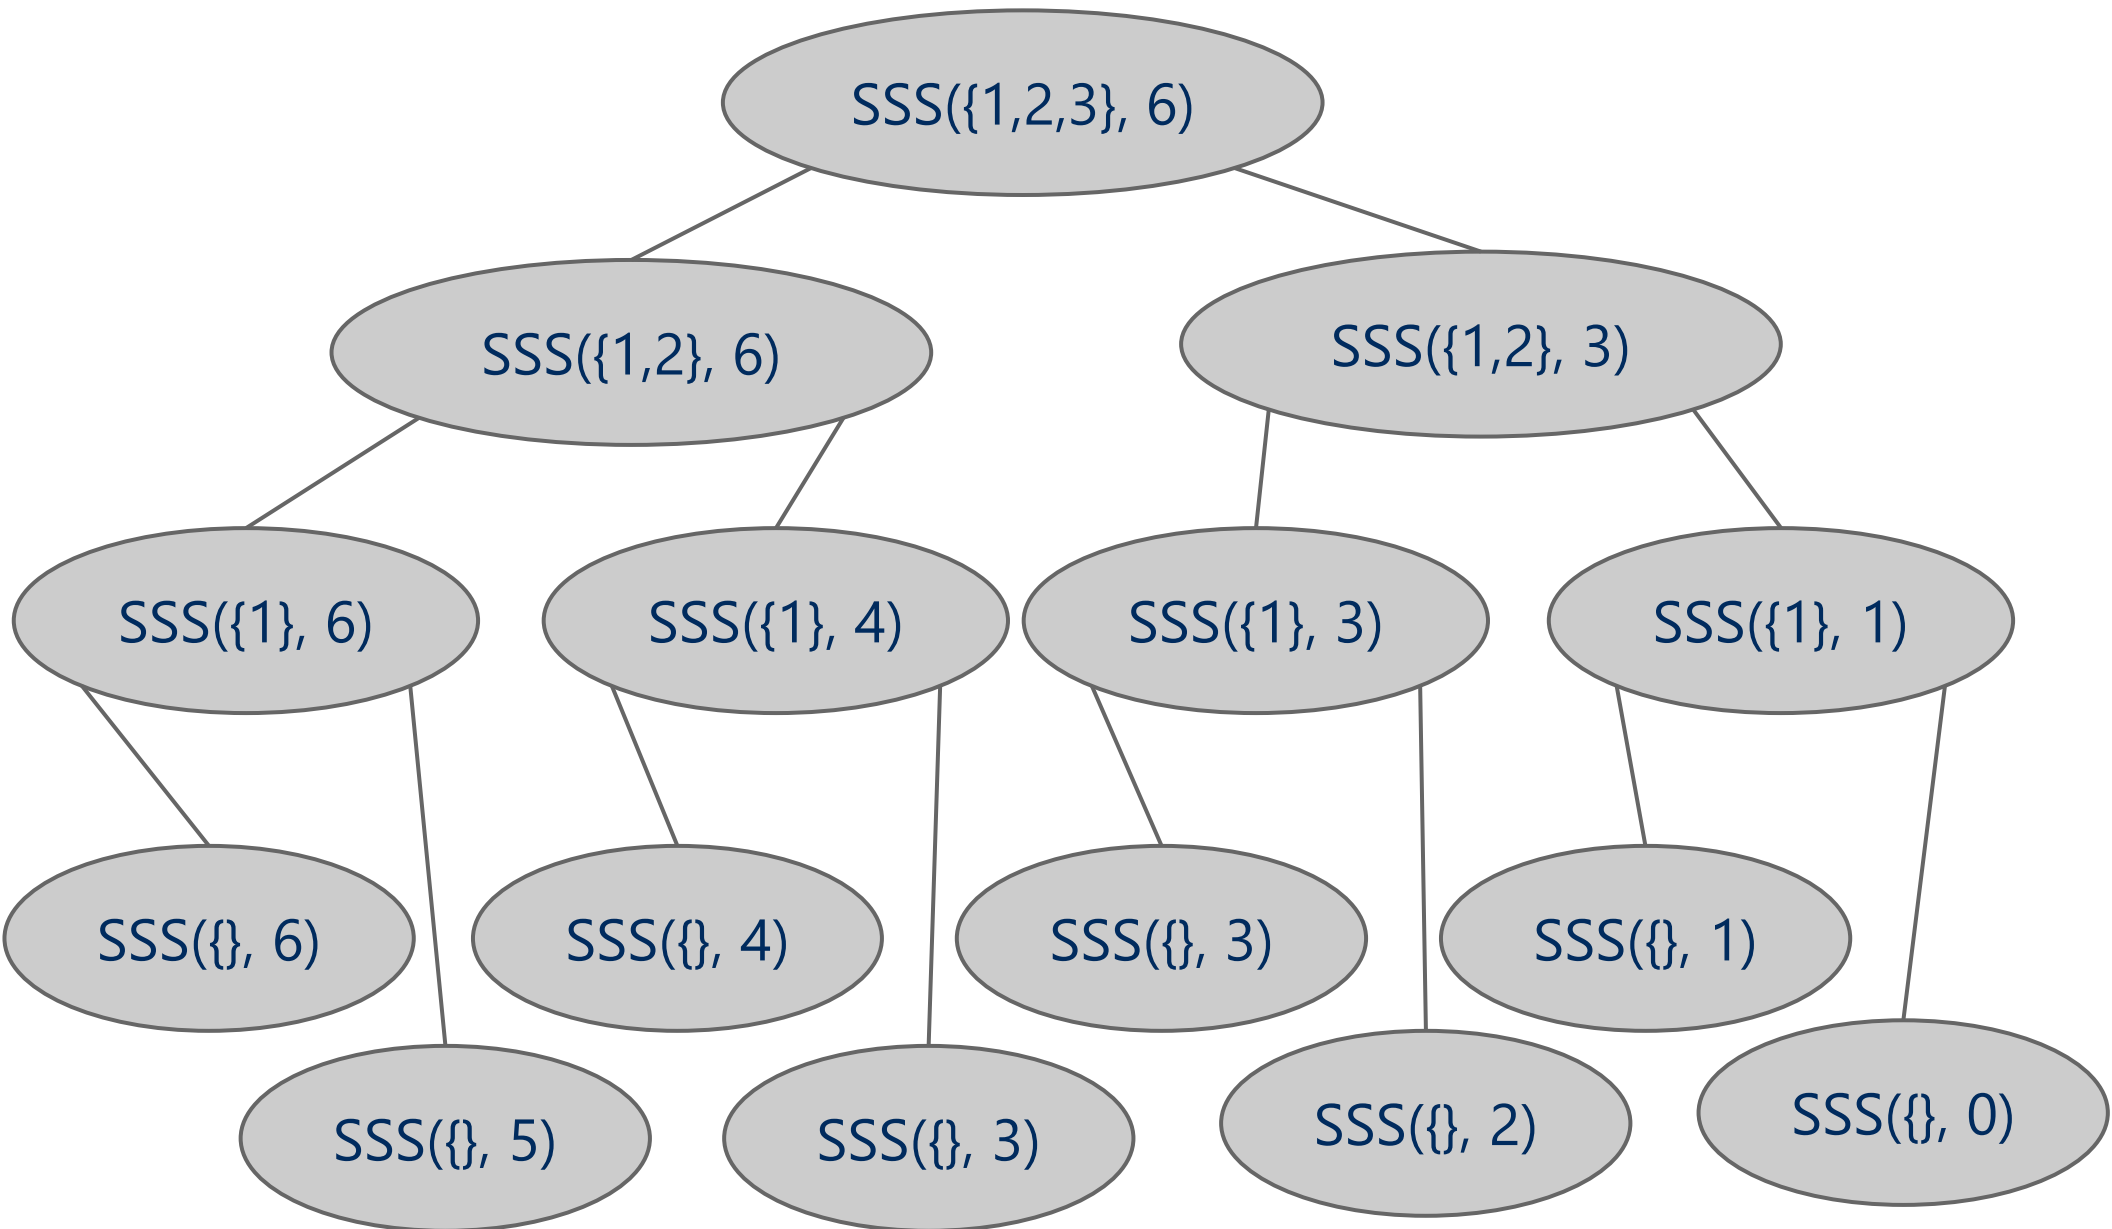 SSS({1,2,3}, 6)
SSS({1,2}, 6)
SSS({1,2}, 3)
SSS({1}, 6)
SSS({1}, 4)
SSS({1}, 3)
SSS({1}, 1)
SSS({}, 6)
SSS({}, 4)
SSS({}, 3)
SSS({}, 1)
SSS({}, 5)
SSS({}, 3)
SSS({}, 2)
SSS({}, 0)